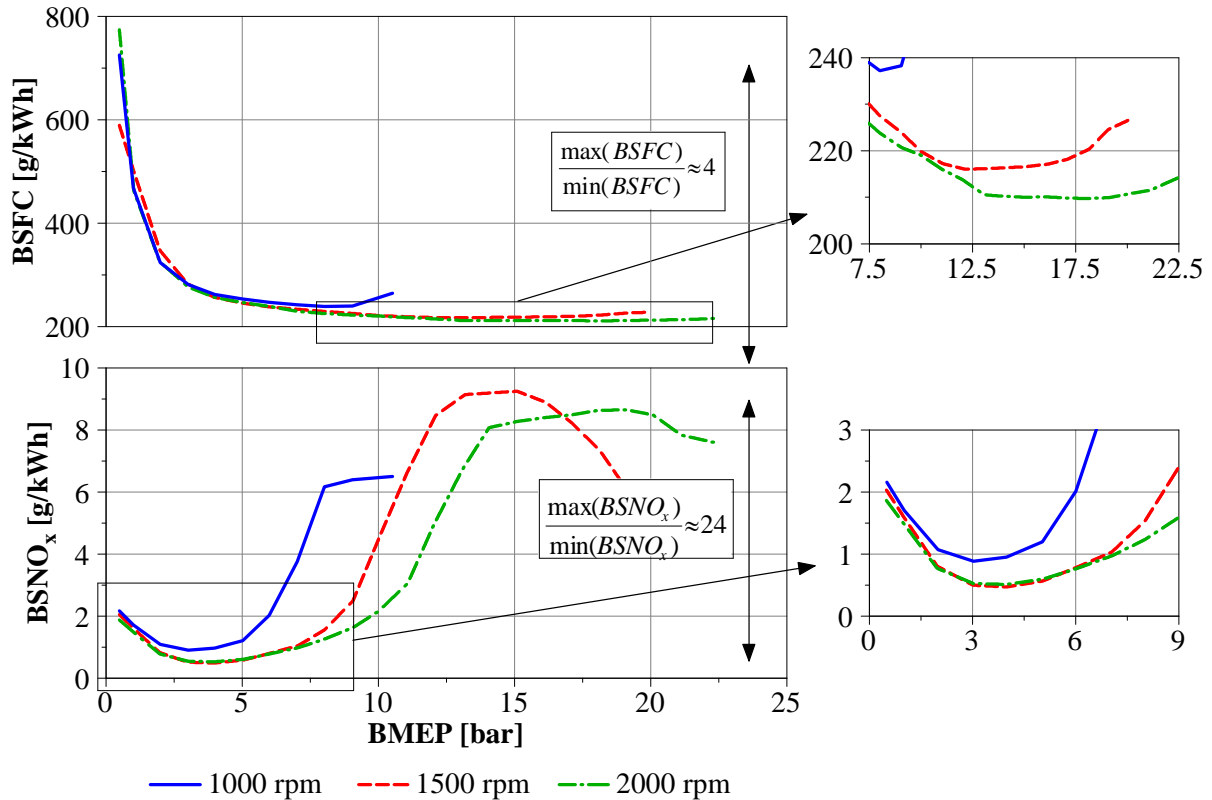 800
600
400
200
BSFC [g/kWh]
max(BSFC)
min(BSFC)
≈4
240
220
200
7.5 12.5 17.5 22.5
10
8
6
4
2
0
BSNOx [g/kWh]
max(BSNOx)
min(BSNOx)
≈24
0 5 10 15 20 25
BMEP [bar]
3
2
1
0
0 3 6 9
1000 rpm 1500 rpm 2000 rpm